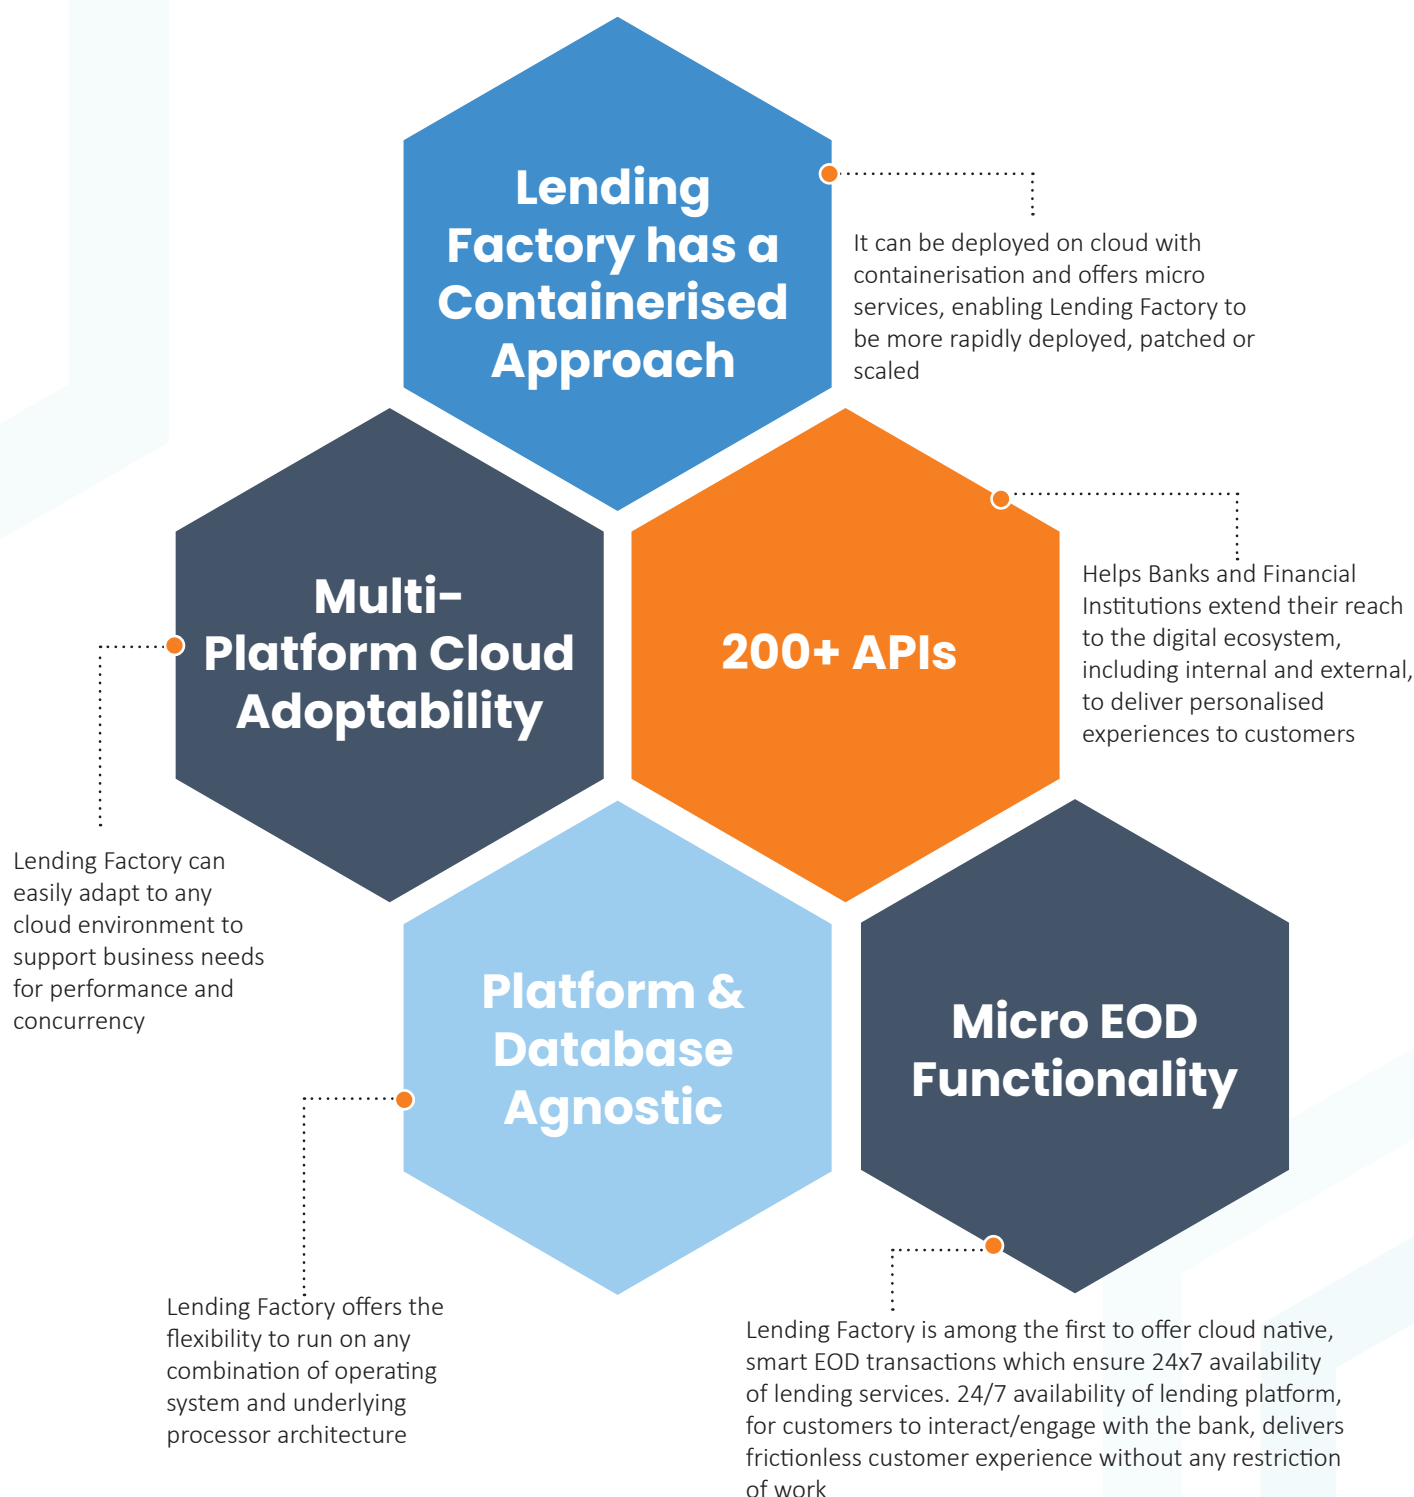 Lending
Factory has a
Containerised
Approach
It can be deployed on cloud with
containerisation and offers micro
services, enabling Lending Factory to
be more rapidly deployed, patched or
scaled
Multi-
Platform Cloud
Adoptability
200+ APIs
Helps Banks and Financial
Institutions extend their reach
to the digital ecosystem,
including internal and external,
to deliver personalised
experiences to customers
Lending Factory can
easily adapt to any
cloud environment to
support business needs
for performance and
concurrency
Platform &
Database
Agnostic
Micro EOD
Functionality
Lending Factory offers the
flexibility to run on any
combination of operating
system and underlying
processor architecture
Lending Factory is among the first to offer cloud native,
smart EOD transactions which ensure 24x7 availability
of lending services. 24/7 availability of lending platform,
for customers to interact/engage with the bank, delivers
frictionless customer experience without any restriction
of work